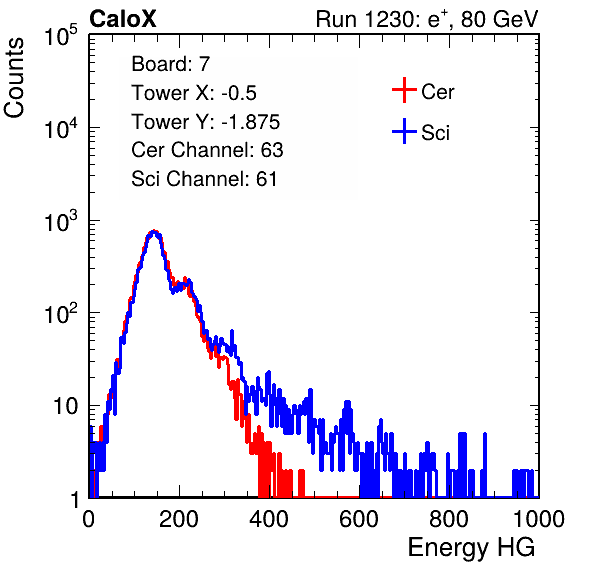 CaloX Run 1230: e⁺, 80 GeV
Counts
10⁵
10⁴
10³
10²
10
1
Board: 7
Tower X: -0.5
Tower Y: -1.875
Cer Channel: 63
Sci Channel: 61
Cer
Sci
0 200 400 600 800 1000
Energy HG